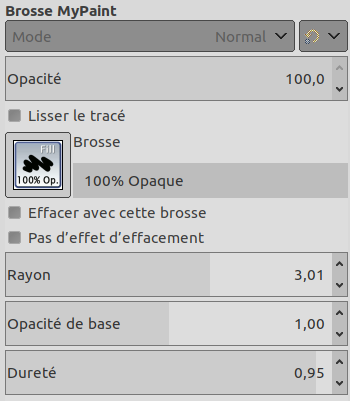 Brosse MyPaint
Mode Normal
Opacité 100,0
Lisser le tracé
Fill
100% Op.
Brosse
100% Opaque
Effacer avec cette brosse
Pas d'effet d'effacement
Rayon 3,01
Opacité de base 1,00
Dureté 0,95